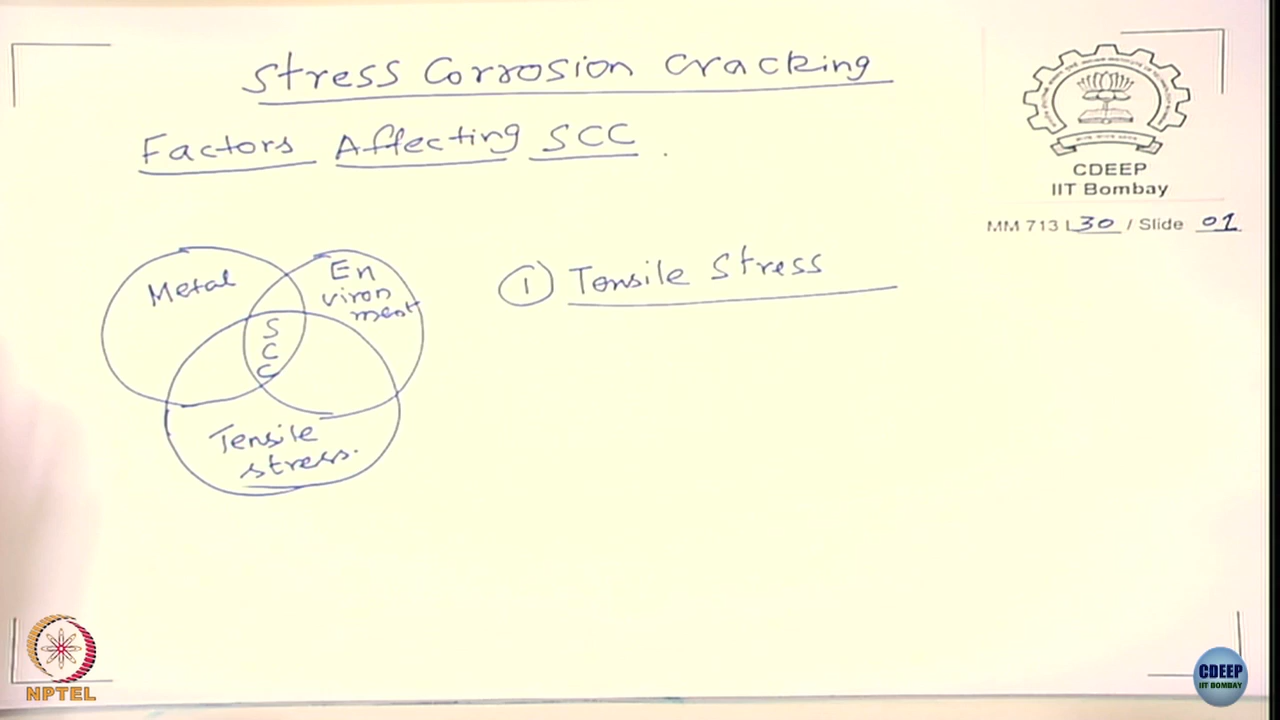 Stress Corrosion Cracking
Factors Affecting SCC.
CDEEP
IIT Bombay
MM 713 L 30 / Slide 01
Metal
En
viron
ment
S
C
C
Tensile
stress.
① Tensile Stress
NPTEL
CDEEP
IIT BOMBAY